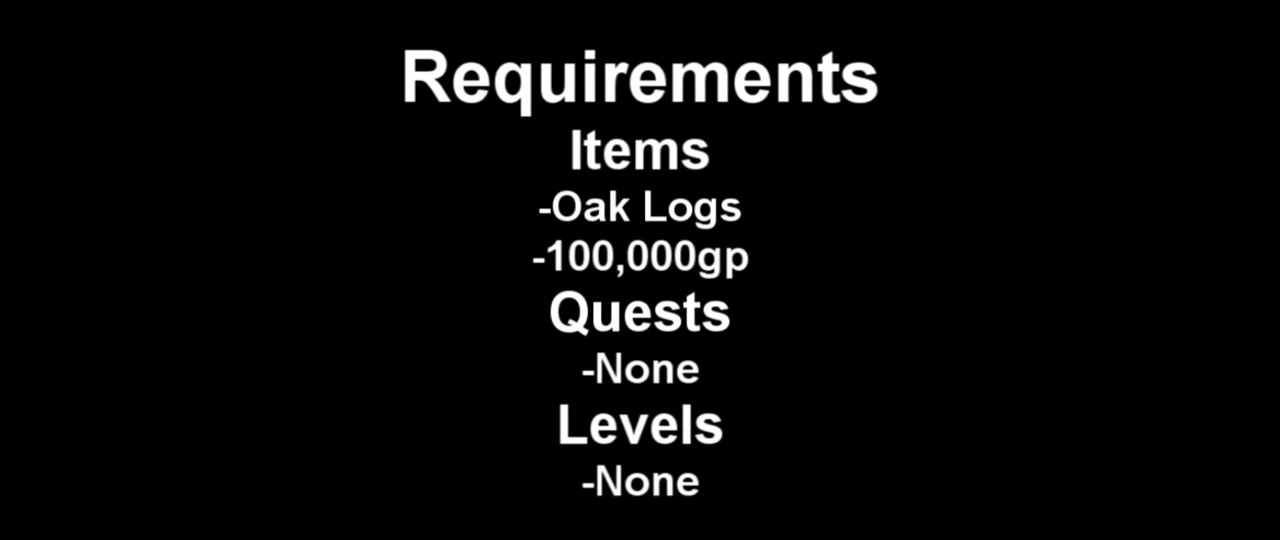 Requirements
Items
-Oak Logs
-100,000gp
Quests
-None
Levels
-None